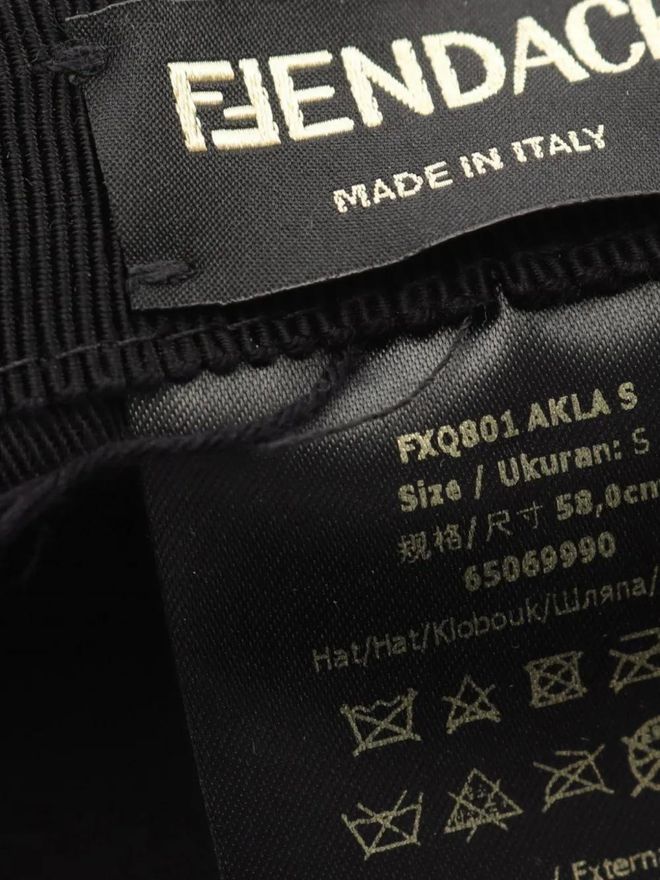 FENDACE
MADE IN ITALY
FXQ801 AKLA S
Size / Ukuran: S
规格/尺寸 58,0cm
65069990
Hat/Hat/Klobouk/Шляпа/
/ Extern